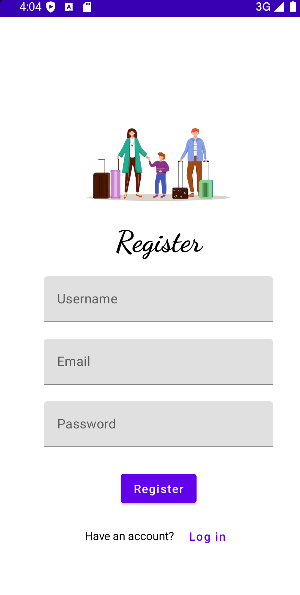 4:04 3G
Register
Username
Email
Password
Register
Have an account? Log in